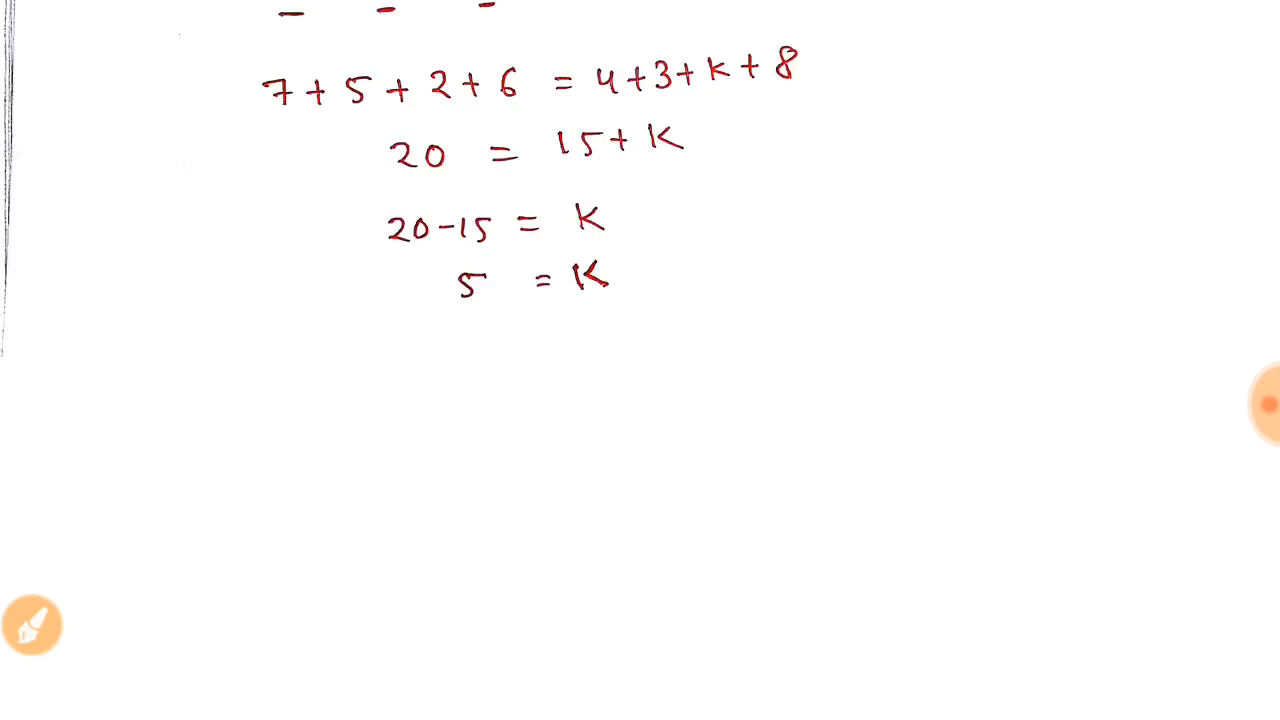 7 + 5 + 2 + 6 = 4 + 3 + k + 8
20 = 15 + k
20 - 15 = k
5 = k